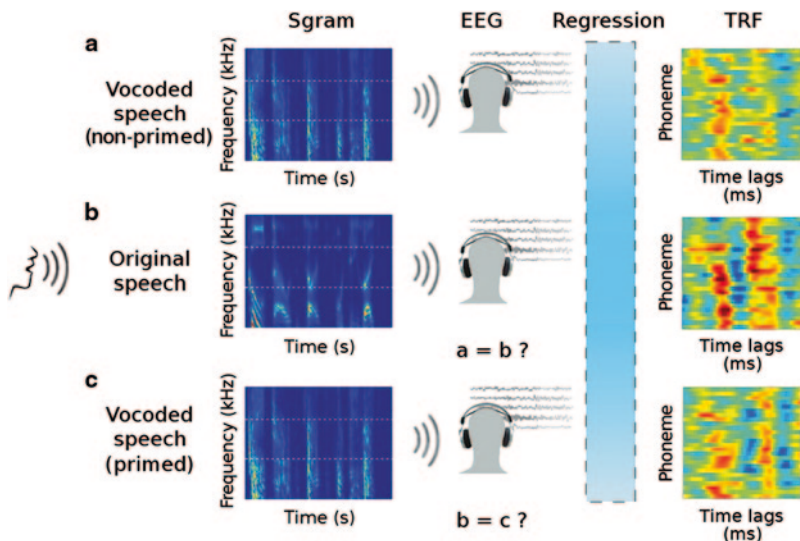 Sgram EEG Regression TRF
a
Vocoded
speech
(non-primed)
Frequency (kHz)
Time (s)
Phoneme
Time lags
(ms)
b
Original
speech
Frequency (kHz)
Time (s)
a = b ?
Phoneme
Time lags
(ms)
c
Vocoded
speech
(primed)
Frequency (kHz)
Time (s)
b = c ?
Phoneme
Time lags
(ms)